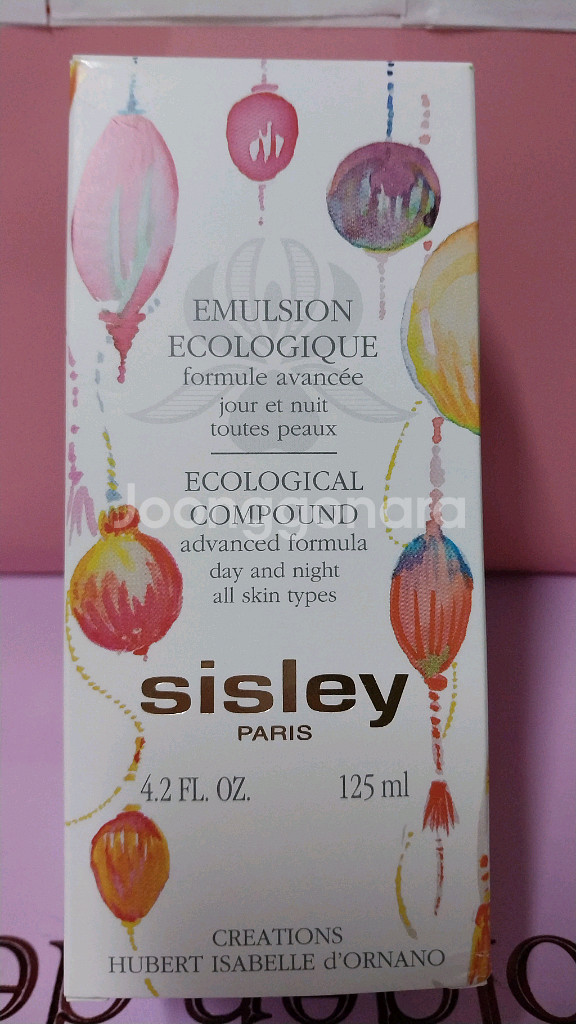 EMULSION
ECOLOGIQUE
formule avancée
jour et nuit
toutes peaux
ECOLOGICAL
COMPOUND
Joonggonara
advanced formula
day and night
all skin types
sisley
PARIS
4.2 FL. OZ. 125 ml
CREATIONS
HUBERT ISABELLE d'ORNANO